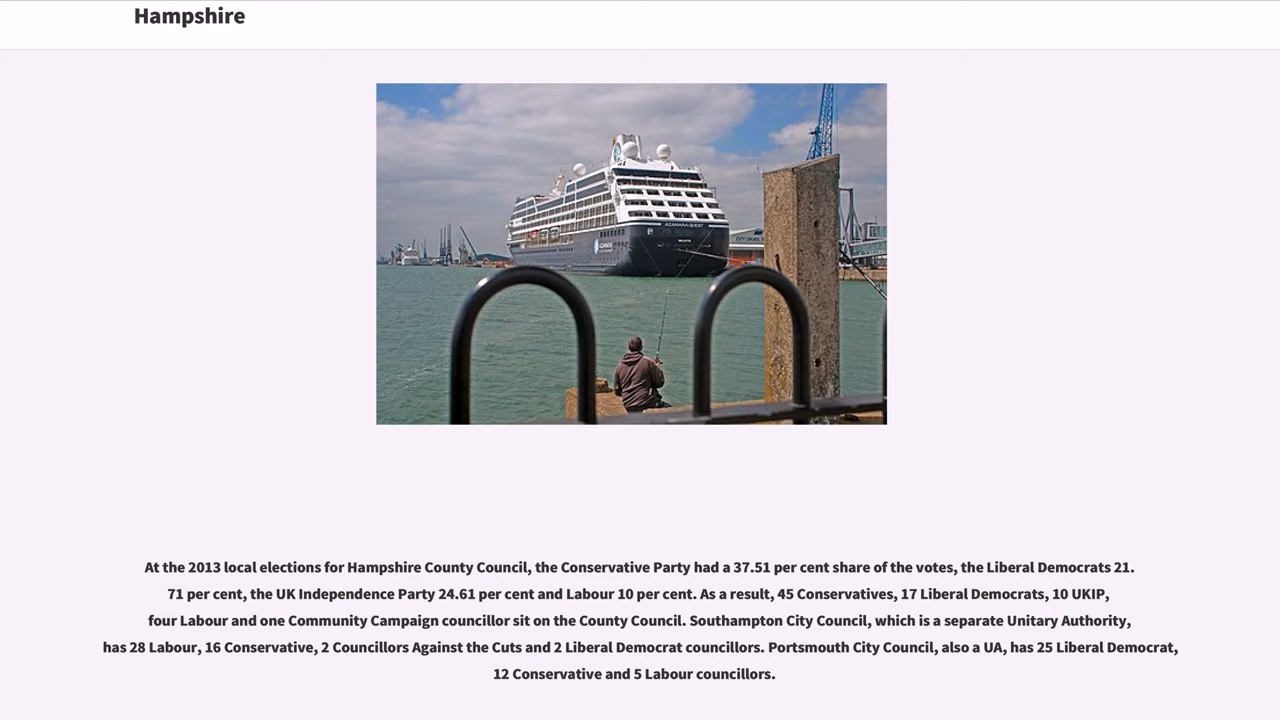 Hampshire
AZAMARA QUEST
At the 2013 local elections for Hampshire County Council, the Conservative Party had a 37.51 per cent share of the votes, the Liberal Democrats 21.
71 per cent, the UK Independence Party 24.61 per cent and Labour 10 per cent. As a result, 45 Conservatives, 17 Liberal Democrats, 10 UKIP,
four Labour and one Community Campaign councillor sit on the County Council. Southampton City Council, which is a separate Unitary Authority,
has 28 Labour, 16 Conservative, 2 Councillors Against the Cuts and 2 Liberal Democrat councillors. Portsmouth City Council, also a UA, has 25 Liberal Democrat,
12 Conservative and 5 Labour councillors.